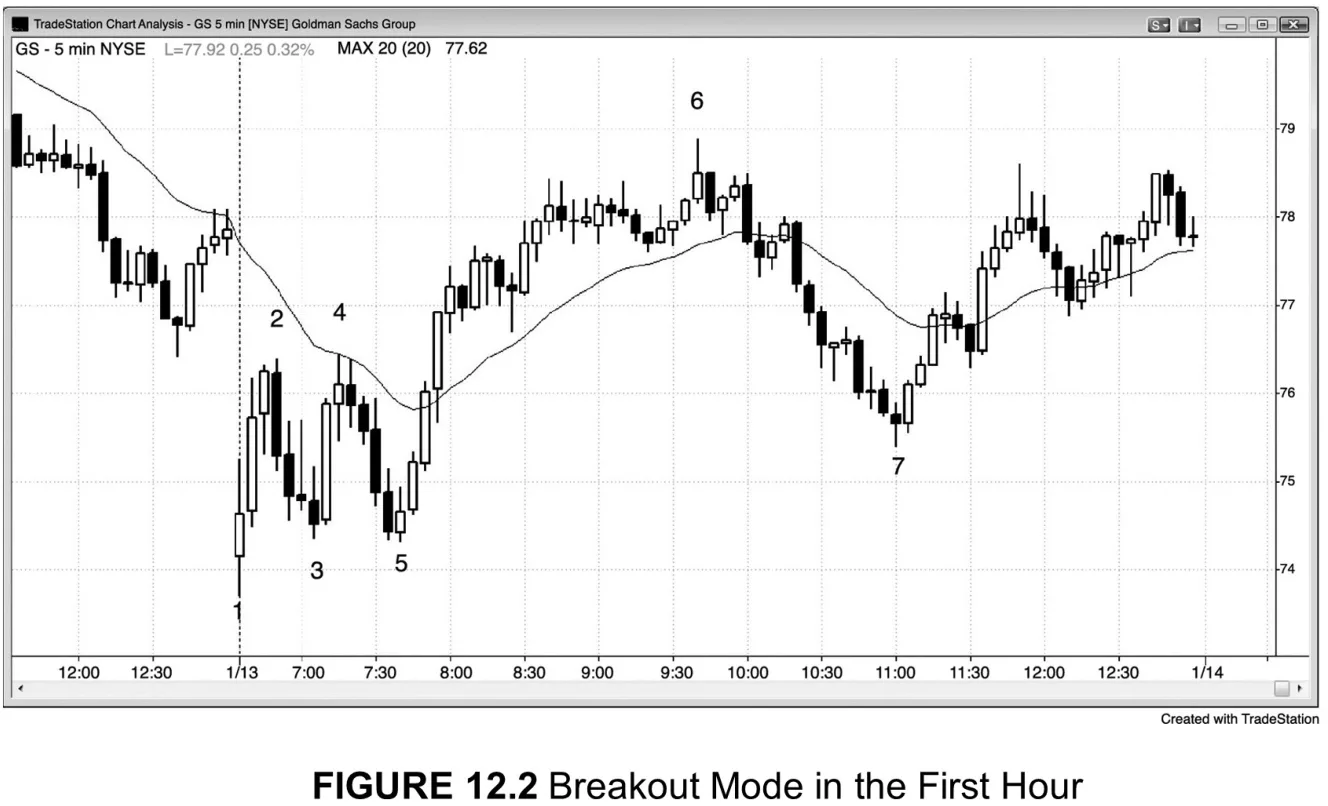 TradeStation Chart Analysis - GS 5 min [NYSE] Goldman Sachs Group
S
I
GS - 5 min NYSE L=77.92 0.25 0.32% MAX 20 (20) 77.62
6
79
78
2
4
77
76
7
75
5
3
74
1
12:00 12:30 1/13 7:00 7:30 8:00 8:30 9:00 9:30 10:00 10:30 11:00 11:30 12:00 12:30 1/14
Created with TradeStation
FIGURE 12.2 Breakout Mode in the First Hour